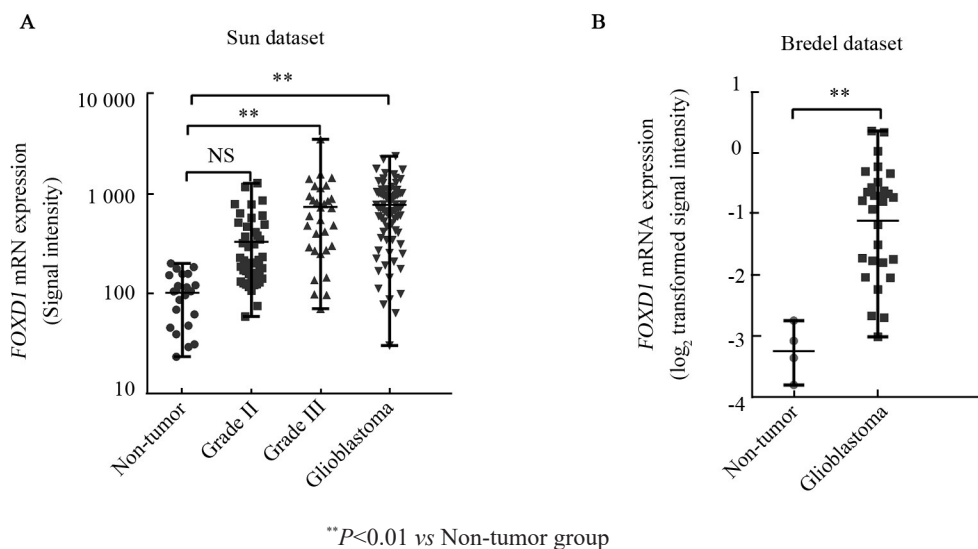 A
Sun dataset
FOXD1 mRN expression
(Signal intensity)
10 000
1 000
100
10
**
**
NS
Non-tumor
Grade II
Grade III
Glioblastoma
B
Bredel dataset
FOXD1 mRNA expression
(log₂ transformed signal intensity)
1
0
-1
-2
-3
-4
**
Non-tumor
Glioblastoma
**P<0.01 vs Non-tumor group